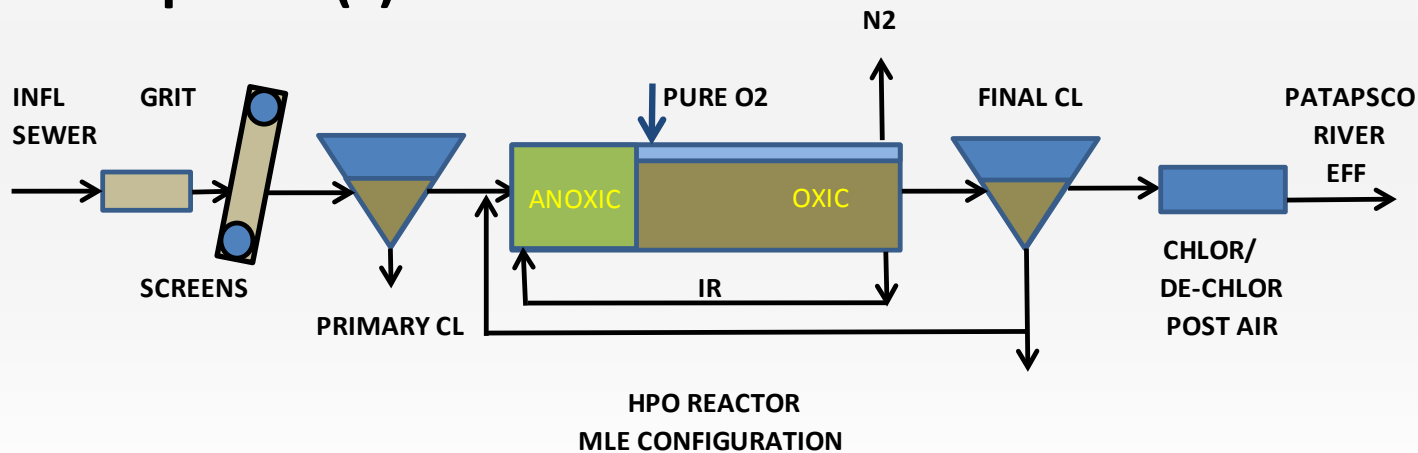 N2
INFL
SEWER
GRIT
PURE O2
FINAL CL
PATAPSCO
RIVER
EFF
ANOXIC
OXIC
SCREENS
IR
CHLOR/
DE-CHLOR
POST AIR
PRIMARY CL
HPO REACTOR
MLE CONFIGURATION